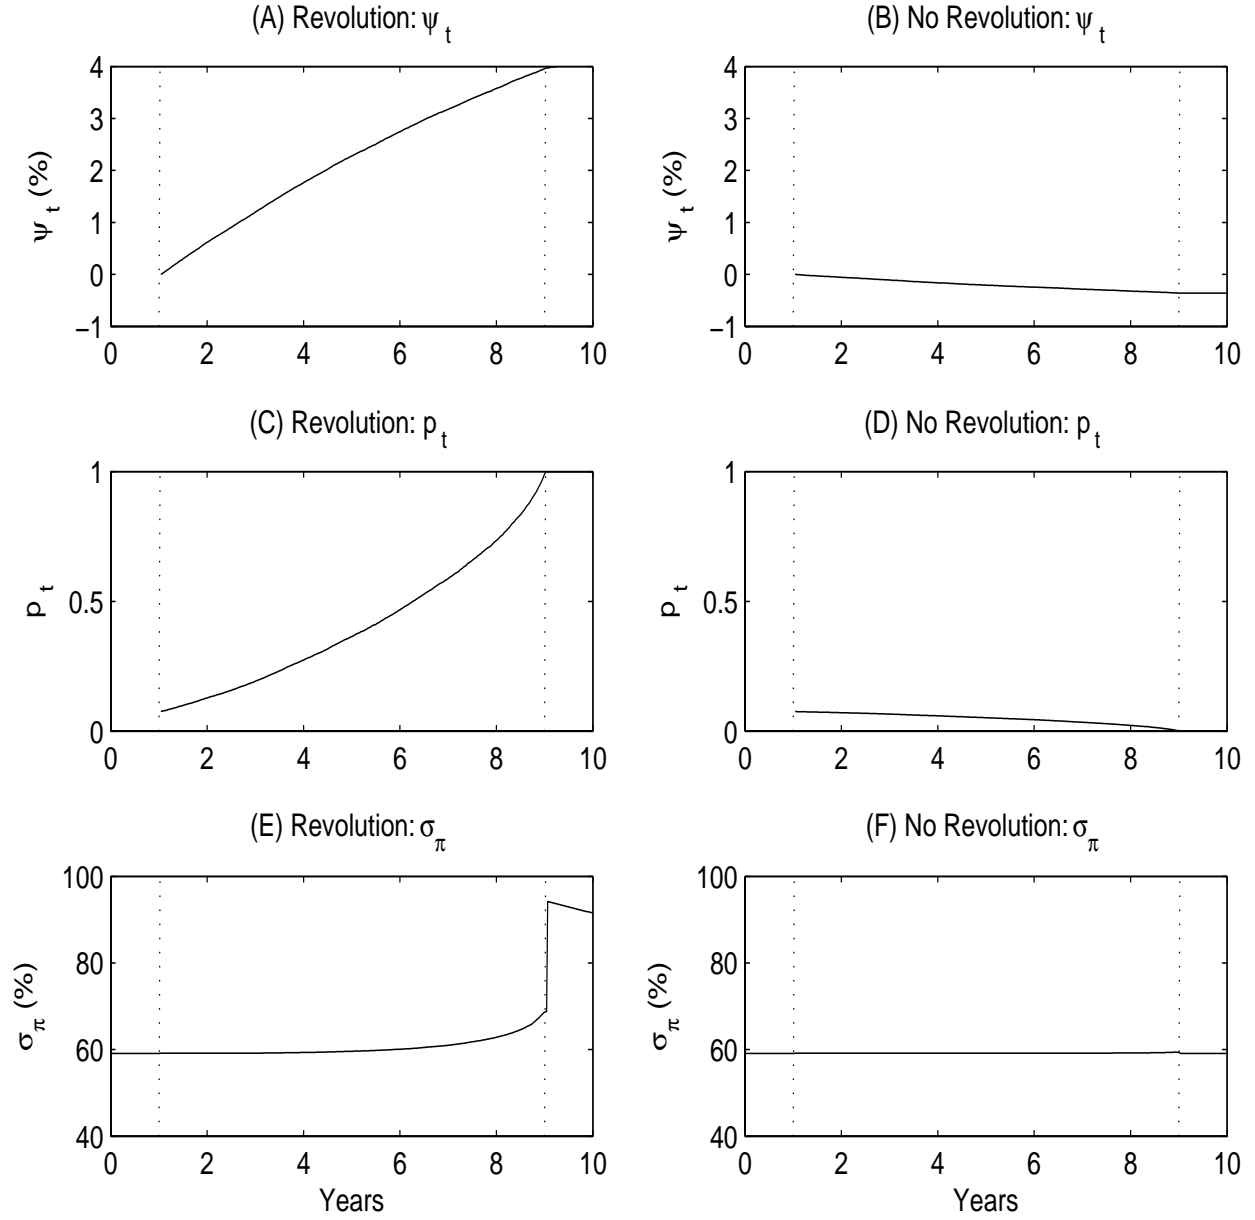 (A) Revolution: ψ t
4
3
2
1
0
−1
ψ t (%)
0 2 4 6 8 10
(B) No Revolution: ψ t
4
3
2
1
0
−1
ψ t (%)
0 2 4 6 8 10
(C) Revolution: p t
1
0.5
0
p t
0 2 4 6 8 10
(D) No Revolution: p t
1
0.5
0
p t
0 2 4 6 8 10
(E) Revolution: σ π
100
80
60
40
σ π (%)
0 2 4 6 8 10
Years
(F) No Revolution: σ π
100
80
60
40
σ π (%)
0 2 4 6 8 10
Years